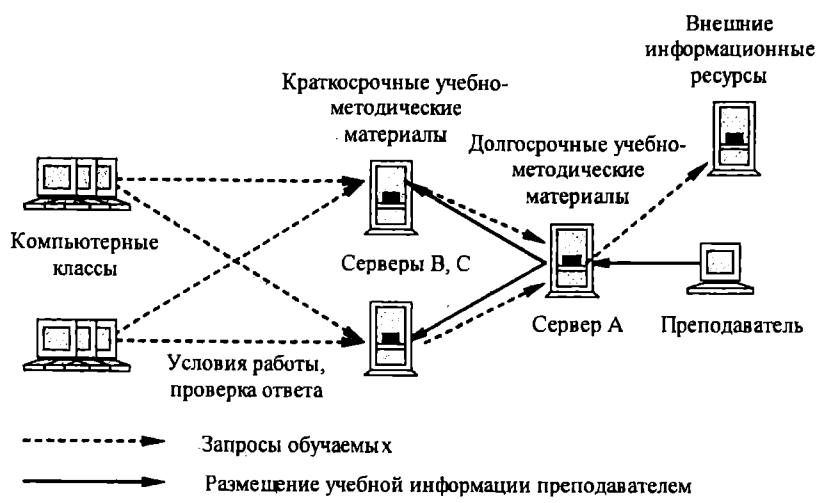 Внешние
информационные
ресурсы
Краткосрочные учебно-
методические
материалы
Долгосрочные учебно-
методические
материалы
Компьютерные
классы
Серверы В, С
Сервер А
Преподаватель
Условия работы,
проверка ответа
Запросы обучаемых
Размещение учебной информации преподавателем